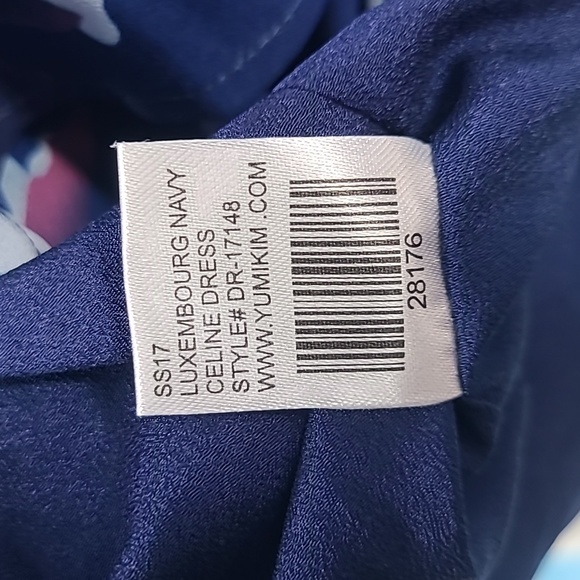 SS17
LUXEMBOURG NAVY
CELINE DRESS
STYLE# DR-17148
WWW.YUMIKIM.COM
28176